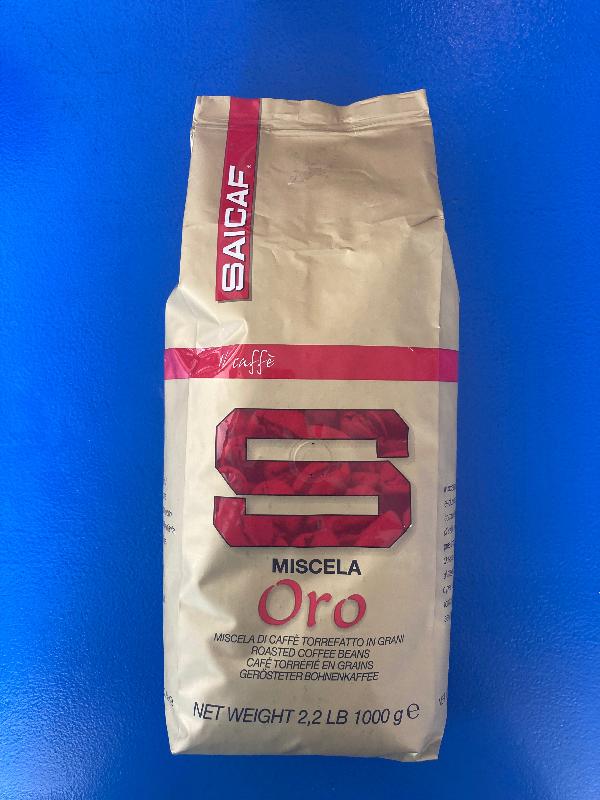 SAICAF
il caffè
S
MISCELA
Oro
MISCELA DI CAFFÈ TORREFATTO IN GRANI
ROASTED COFFEE BEANS
CAFÉ TORRÉFIÉ EN GRAINS
GERÖSTETER BOHNENKAFFEE
NET WEIGHT 2,2 LB 1000 g ℮